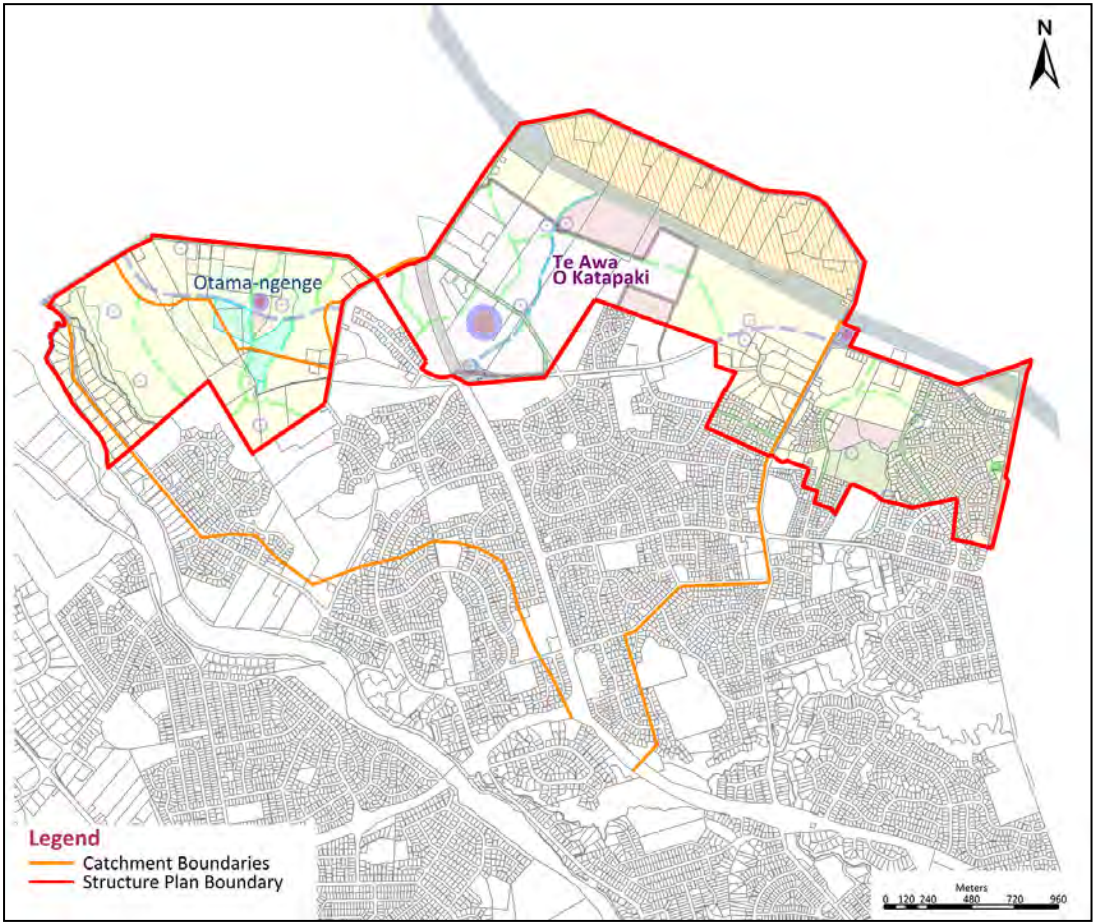 N
Otama-ngenge
Te Awa
O Katapaki
Legend
Catchment Boundaries
Structure Plan Boundary
Meters
0 120 240 480 720 960